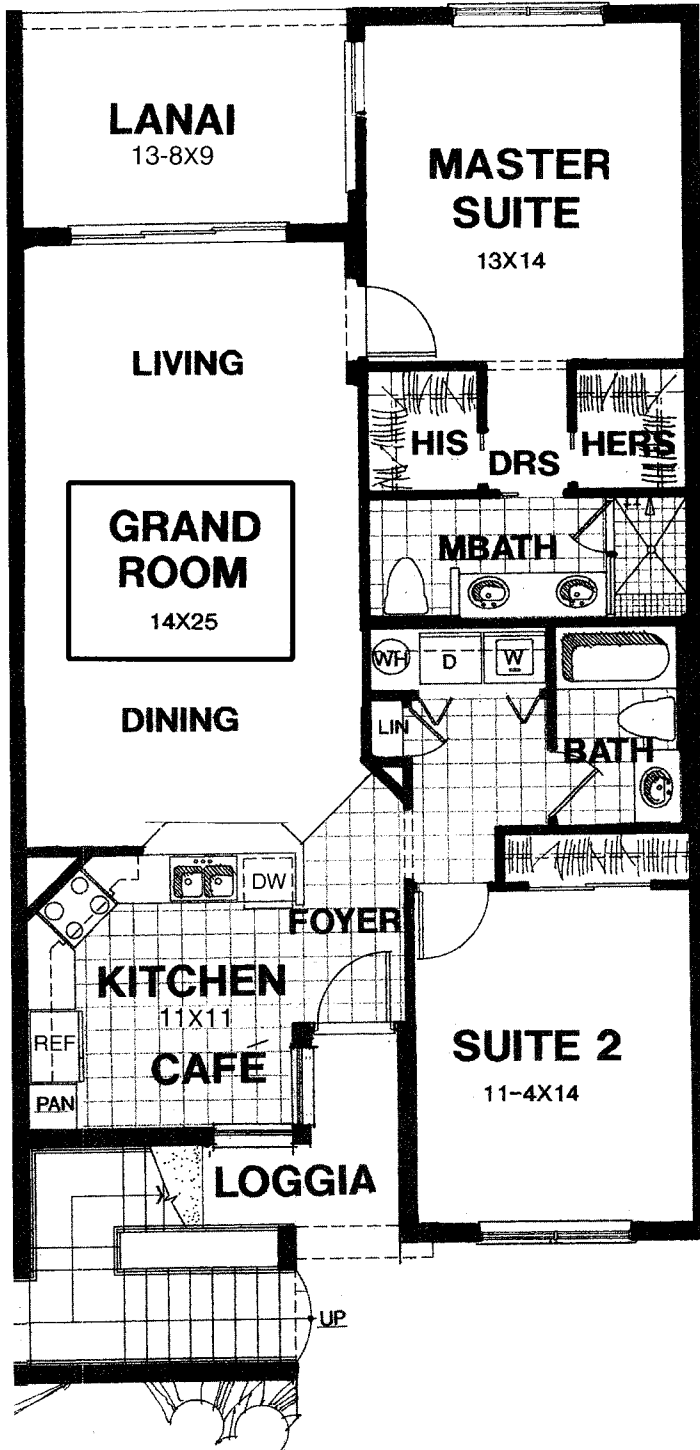 LANAI
13-8X9
MASTER
SUITE
13X14
LIVING
HIS
DRS
HERS
GRAND
ROOM
14X25
MBATH
WH
D
W
DINING
LIN
BATH
DW
FOYER
KITCHEN
11X11
CAFÉ
REF
PAN
SUITE 2
11-4X14
LOGGIA
UP